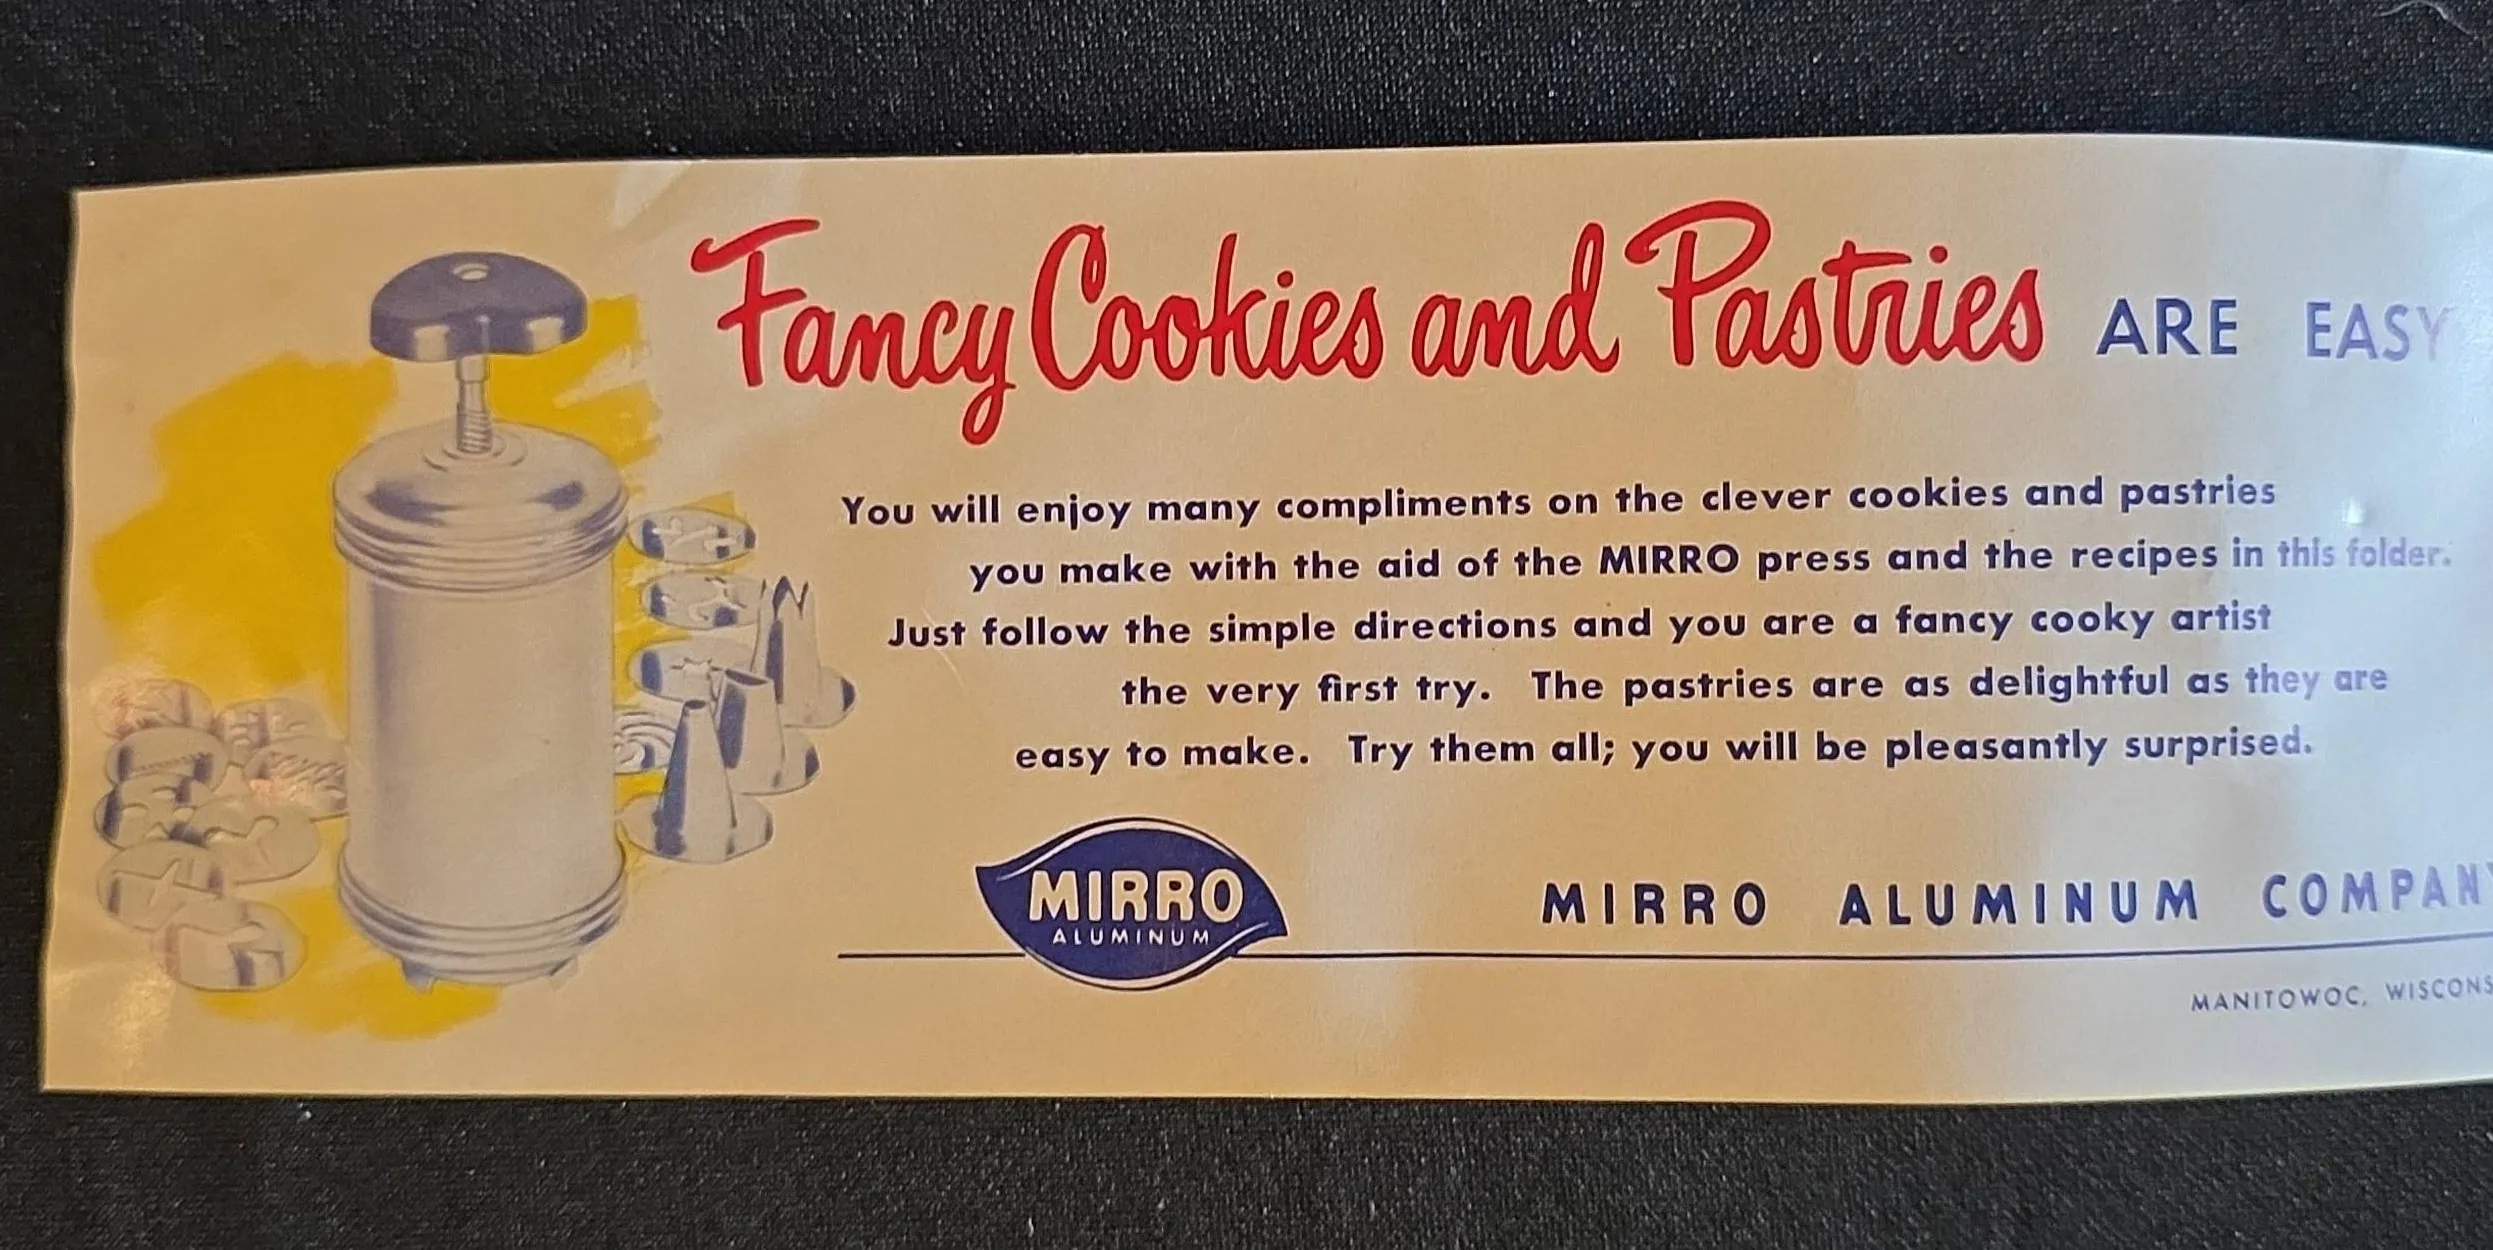 Fancy Cookies and Pastries ARE EASY
You will enjoy many compliments on the clever cookies and pastries
you make with the aid of the MIRRO press and the recipes in this folder.
Just follow the simple directions and you are a fancy cooky artist
the very first try. The pastries are as delightful as they are
easy to make. Try them all; you will be pleasantly surprised.
MIRRO
ALUMINUM
MIRRO ALUMINUM COMPANY
MANITOWOC, WISCONS